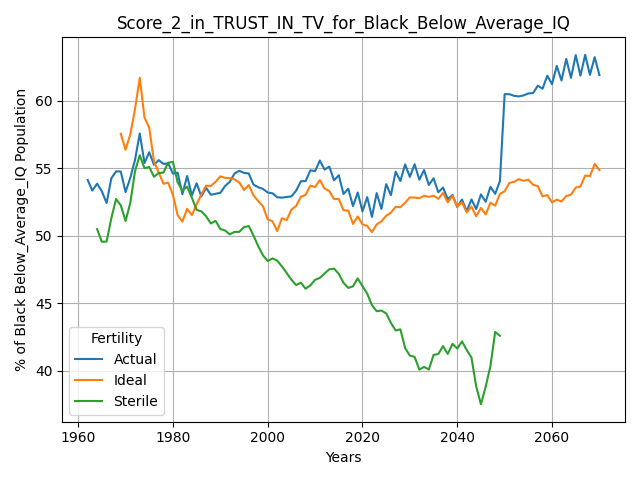 Score_2_in_TRUST_IN_TV_for_Black_Below_Average_IQ
% of Black Below_Average_IQ Population
60
55
50
45
40
Fertility
Actual
Ideal
Sterile
1960 1980 2000 2020 2040 2060
Years